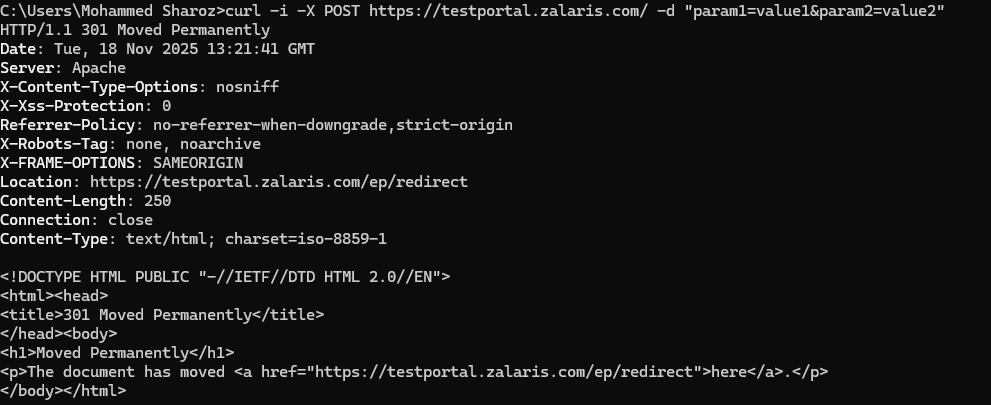 C:\Users\Mohammed Sharoz>curl -i -X POST https://testportal.zalaris.com/ -d "param1=value1&param2=value2"
HTTP/1.1 301 Moved Permanently
Date: Tue, 18 Nov 2025 13:21:41 GMT
Server: Apache
X-Content-Type-Options: nosniff
X-Xss-Protection: 0
Referrer-Policy: no-referrer-when-downgrade,strict-origin
X-Robots-Tag: none, noarchive
X-FRAME-OPTIONS: SAMEORIGIN
Location: https://testportal.zalaris.com/ep/redirect
Content-Length: 250
Connection: close
Content-Type: text/html; charset=iso-8859-1

<!DOCTYPE HTML PUBLIC "-//IETF//DTD HTML 2.0//EN">
<html><head>
<title>301 Moved Permanently</title>
</head><body>
<h1>Moved Permanently</h1>
<p>The document has moved <a href="https://testportal.zalaris.com/ep/redirect">here</a>.</p>
</body></html>